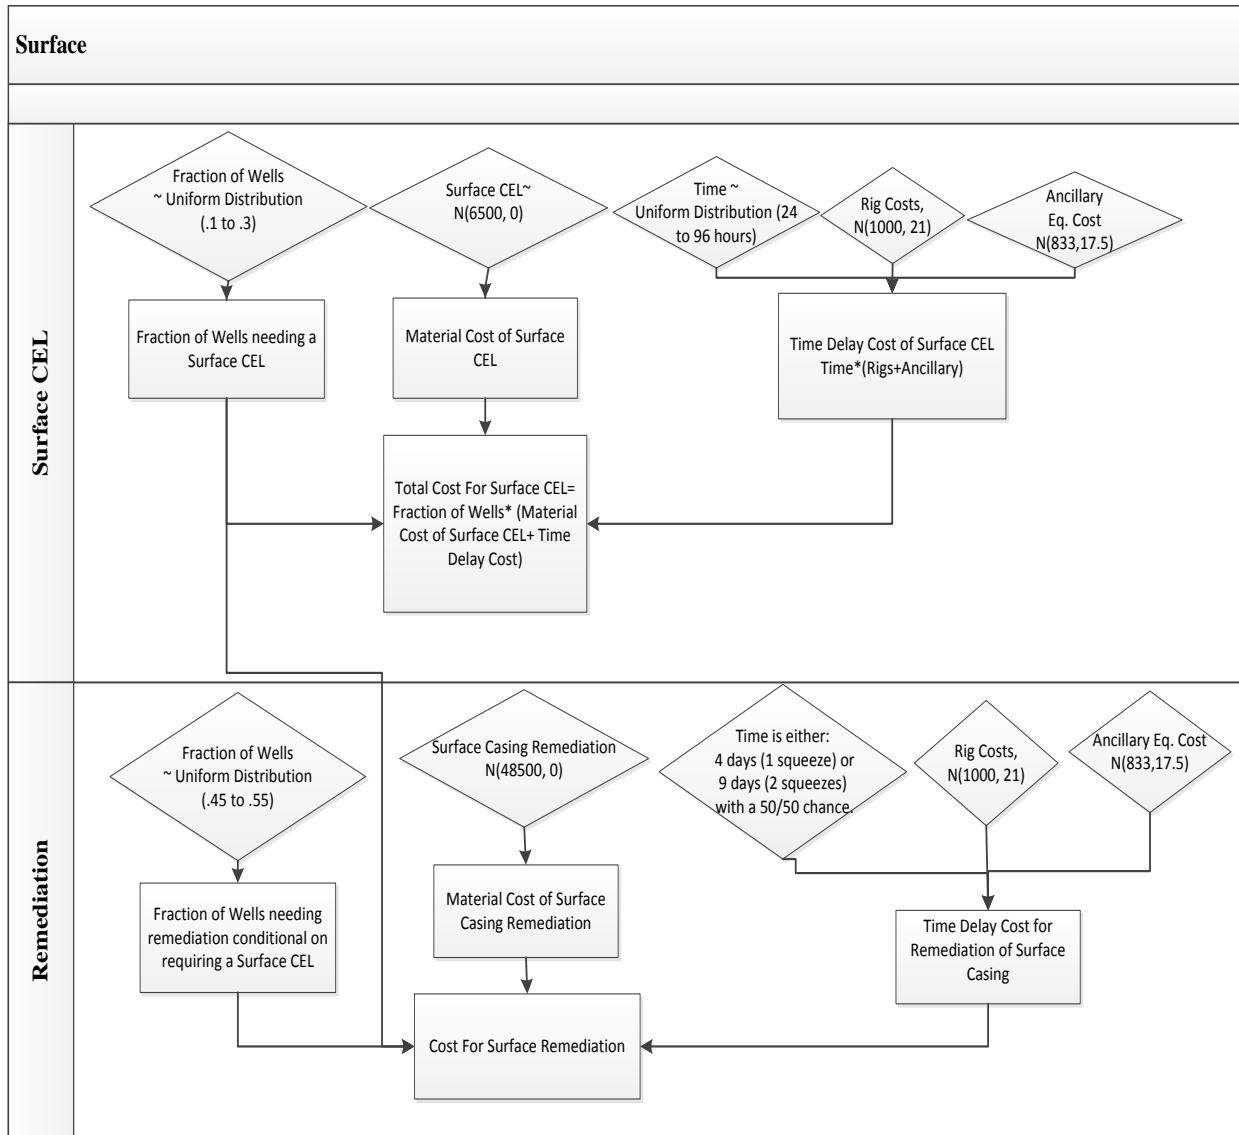 Surface
Surface CEL
Fraction of Wells
~ Uniform Distribution
(.1 to .3)
Surface CEL~
N(6500, 0)
Time ~
Uniform Distribution (24
to 96 hours)
Rig Costs,
N(1000, 21)
Ancillary
Eq. Cost
N(833,17.5)
Fraction of Wells needing a
Surface CEL
Material Cost of Surface
CEL
Time Delay Cost of Surface CEL
Time*(Rigs+Ancillary)
Total Cost For Surface CEL=
Fraction of Wells* (Material
Cost of Surface CEL+ Time
Delay Cost)
Remediation
Fraction of Wells
~ Uniform Distribution
(.45 to .55)
Surface Casing Remediation
N(48500, 0)
Time is either:
4 days (1 squeeze) or
9 days (2 squeezes)
with a 50/50 chance.
Rig Costs,
N(1000, 21)
Ancillary Eq. Cost
N(833,17.5)
Fraction of Wells needing
remediation conditional on
requiring a Surface CEL
Material Cost of Surface
Casing Remediation
Time Delay Cost for
Remediation of Surface
Casing
Cost For Surface Remediation